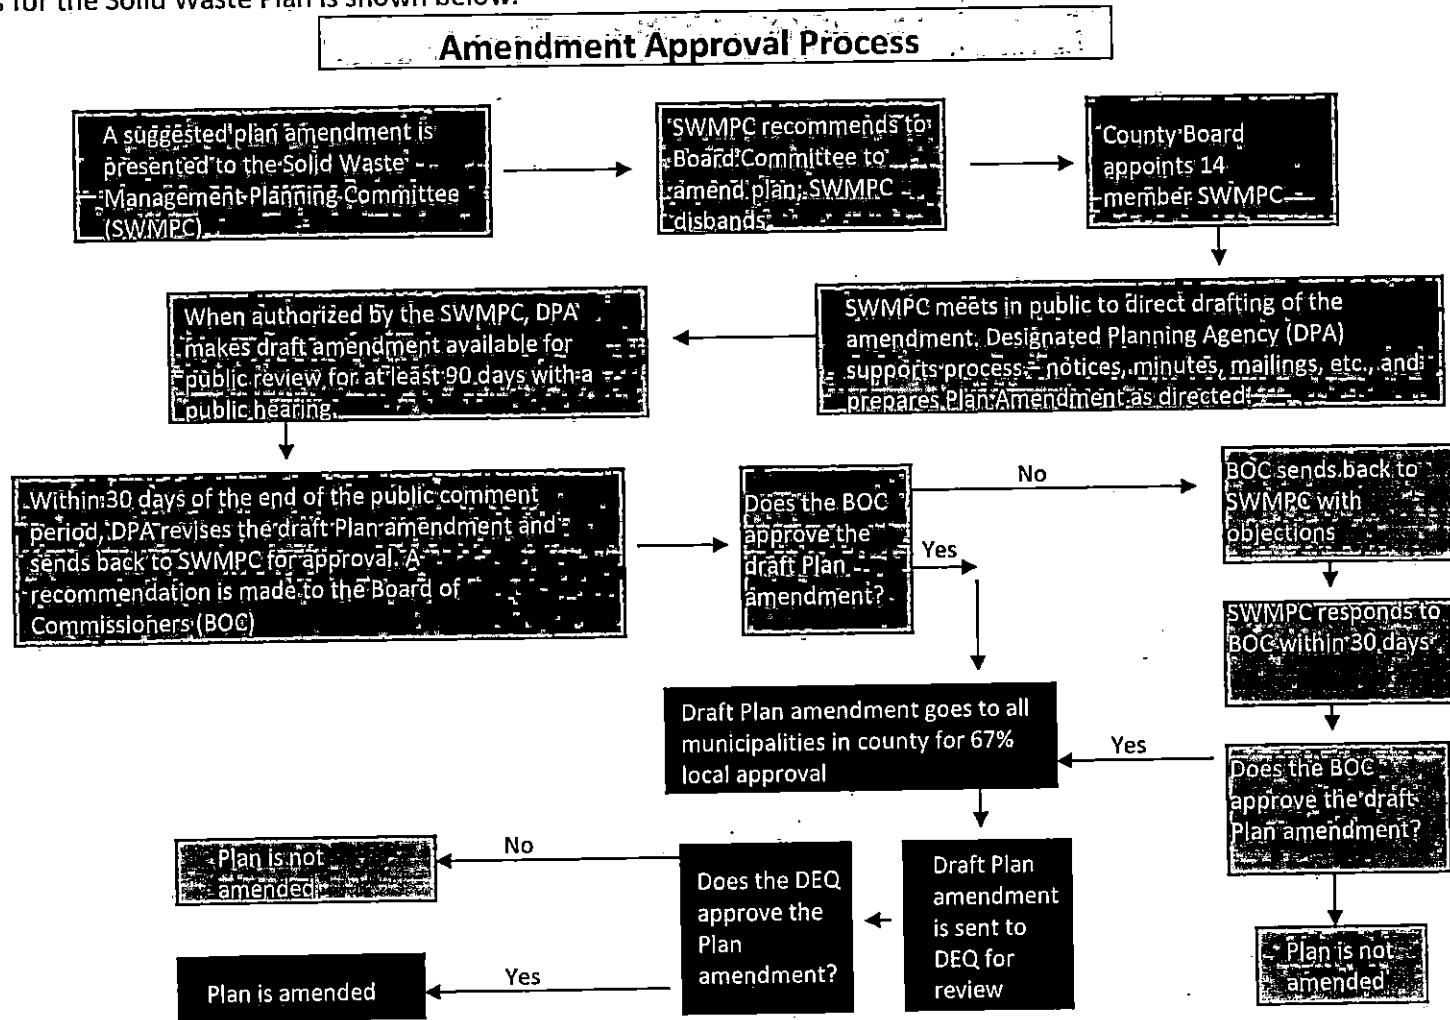 s for the Solid Waste Plan is shown below.
Amendment Approval Process
A suggested plan amendment is
presented to the Solid Waste
Management Planning Committee
(SWMPC)
SWMPC recommends to
Board Committee to
amend plan; SWMPC
disbands
County Board
appoints 14
member SWMPC
SWMPC meets in public to direct drafting of the
amendment. Designated Planning Agency (DPA)
supports process – notices, minutes, mailings, etc., and
prepares Plan Amendment as directed
When authorized by the SWMPC, DPA
makes draft amendment available for
public review for at least 90 days with a
public hearing.
Within 30 days of the end of the public comment
period, DPA revises the draft Plan amendment and
sends back to SWMPC for approval. A
recommendation is made to the Board of
Commissioners (BOC)
Does the BOC
approve the
draft Plan
amendment?
No
Yes
BOC sends back to
SWMPC with
objections
SWMPC responds to
BOC within 30 days
Does the BOC
approve the draft
Plan amendment?
Yes
Plan is not
amended
Draft Plan amendment goes to all
municipalities in county for 67%
local approval
Draft Plan
amendment
is sent to
DEQ for
review
Does the DEQ
approve the
Plan
amendment?
No
Plan is not
amended
Yes
Plan is amended